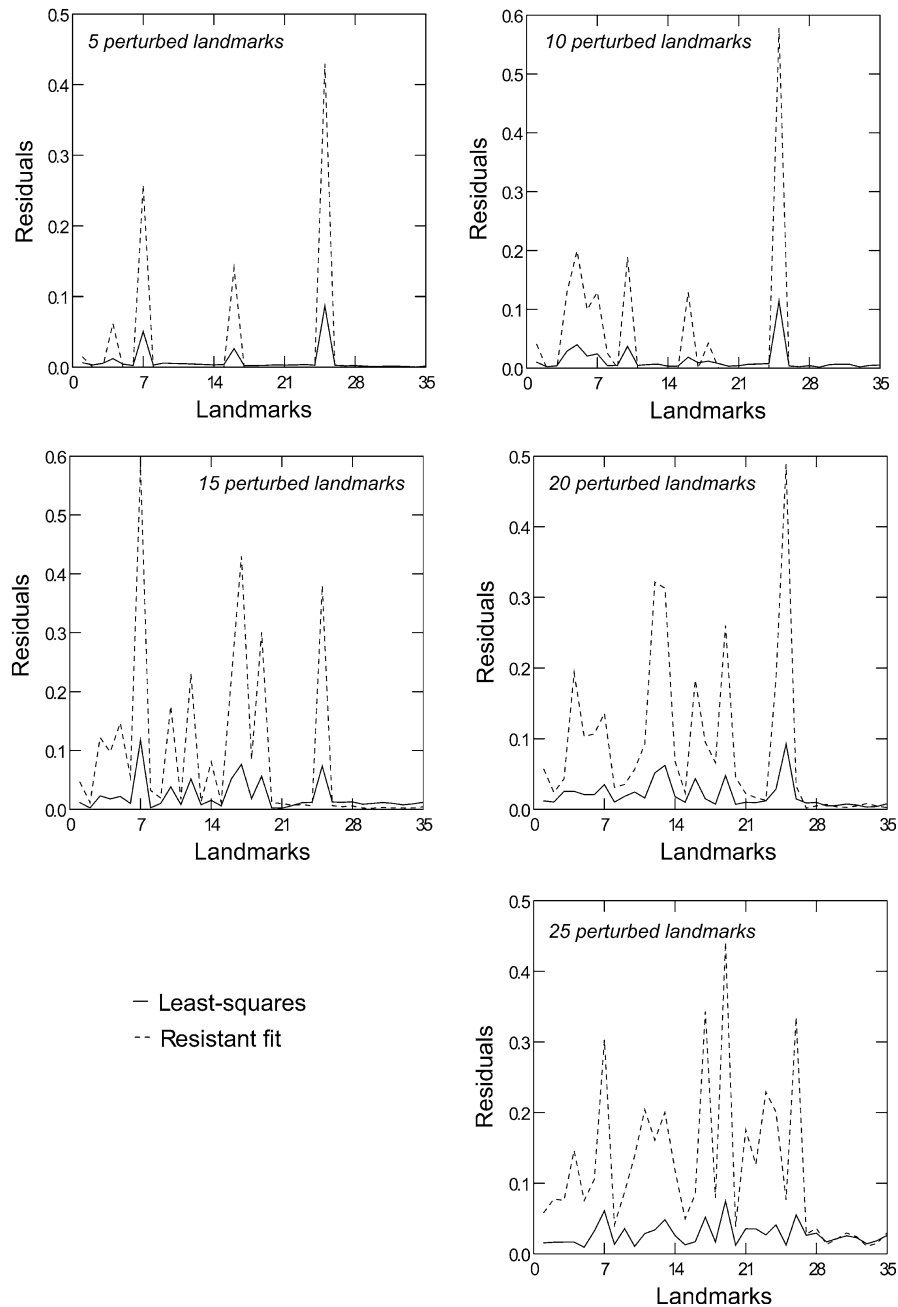 5 perturbed landmarks
0.5
0.4
0.3
0.2
0.1
0.0
Residuals
0 7 14 21 28 35
Landmarks
10 perturbed landmarks
0.6
0.5
0.4
0.3
0.2
0.1
0.0
Residuals
0 7 14 21 28 35
Landmarks
15 perturbed landmarks
0.6
0.5
0.4
0.3
0.2
0.1
0.0
Residuals
0 7 14 21 28 35
Landmarks
20 perturbed landmarks
0.5
0.4
0.3
0.2
0.1
0.0
Residuals
0 7 14 21 28 35
Landmarks
Least-squares
Resistant fit
25 perturbed landmarks
0.5
0.4
0.3
0.2
0.1
0.0
Residuals
0 7 14 21 28 35
Landmarks